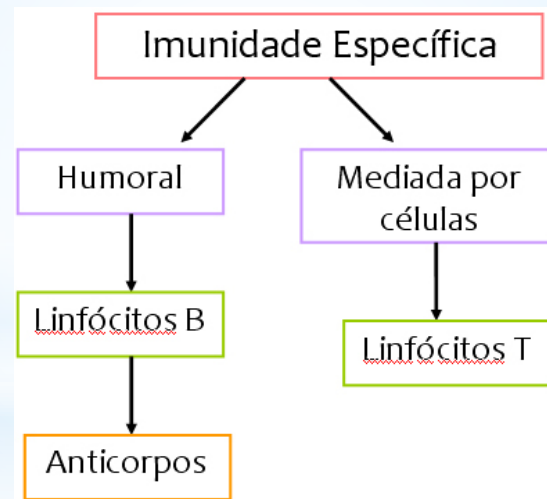 Imunidade Específica
Humoral
Mediada por
células
Linfócitos B
Linfócitos T
Anticorpos